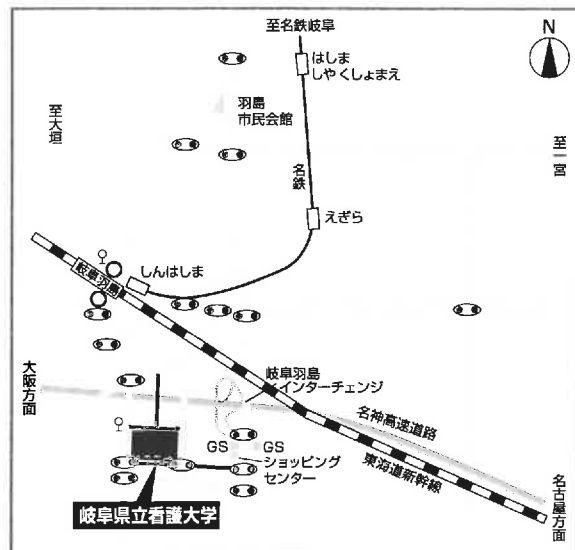 至名鉄岐阜
N
はしま
しやくしょまえ
羽島
市民会館
至大垣
至一宮
名鉄
えぎら
しんはしま
岐阜羽島
岐阜羽島
インターチェンジ
大阪方面
名神高速道路
GS
GS
ショッピング
センター
東海道新幹線
名古屋方面
岐阜県立看護大学